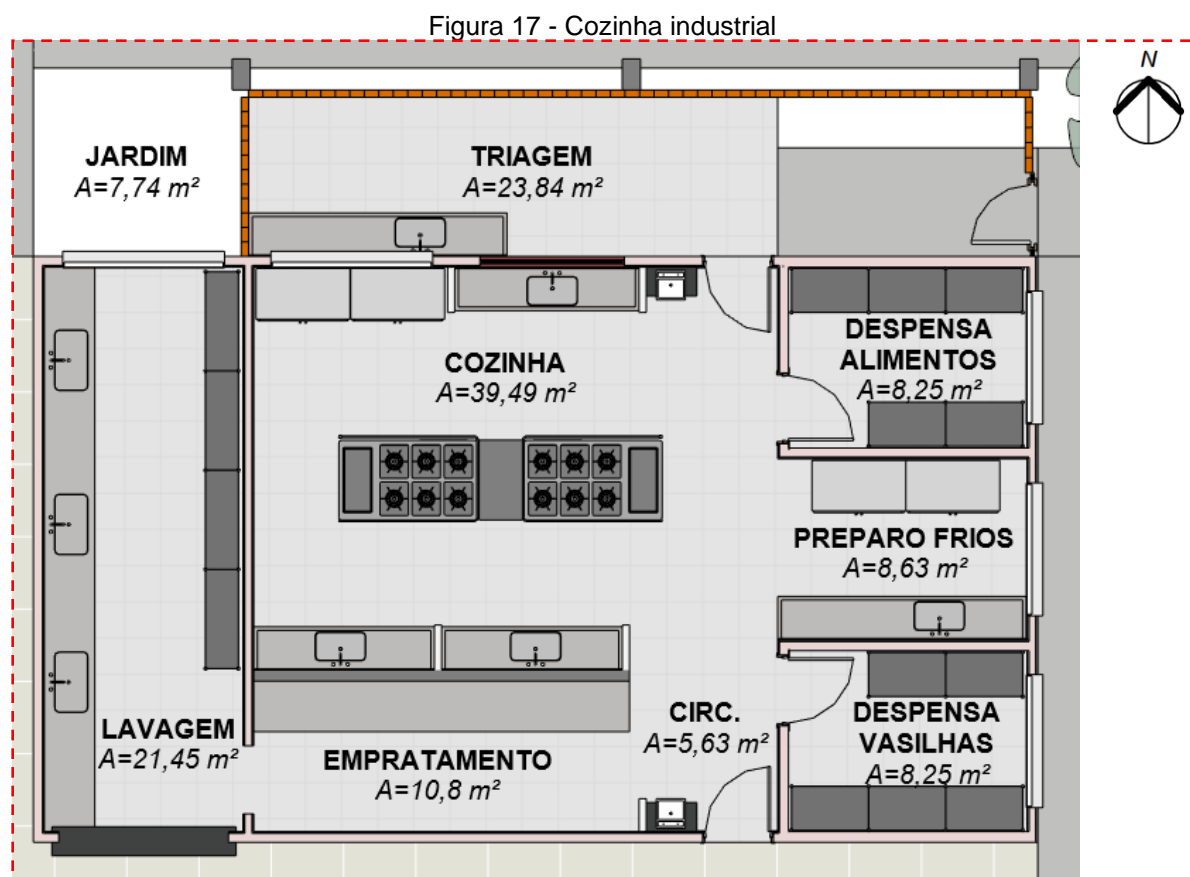 Figura 17 - Cozinha industrial
N
JARDIM
A=7,74 m²
TRIAGEM
A=23,84 m²
COZINHA
A=39,49 m²
DESPENSA
ALIMENTOS
A=8,25 m²
PREPARO FRIOS
A=8,63 m²
LAVAGEM
A=21,45 m²
EMPRATAMENTO
A=10,8 m²
CIRC.
A=5,63 m²
DESPENSA
VASILHAS
A=8,25 m²